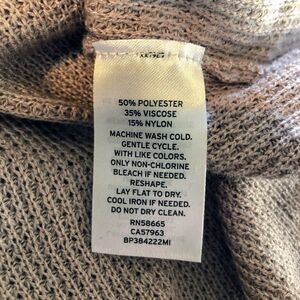 50% POLYESTER
35% VISCOSE
15% NYLON
MACHINE WASH COLD.
GENTLE CYCLE.
WITH LIKE COLORS.
ONLY NON-CHLORINE
BLEACH IF NEEDED.
RESHAPE.
LAY FLAT TO DRY.
COOL IRON IF NEEDED.
DO NOT DRY CLEAN.
RN58665
CA57963
BP384222MI